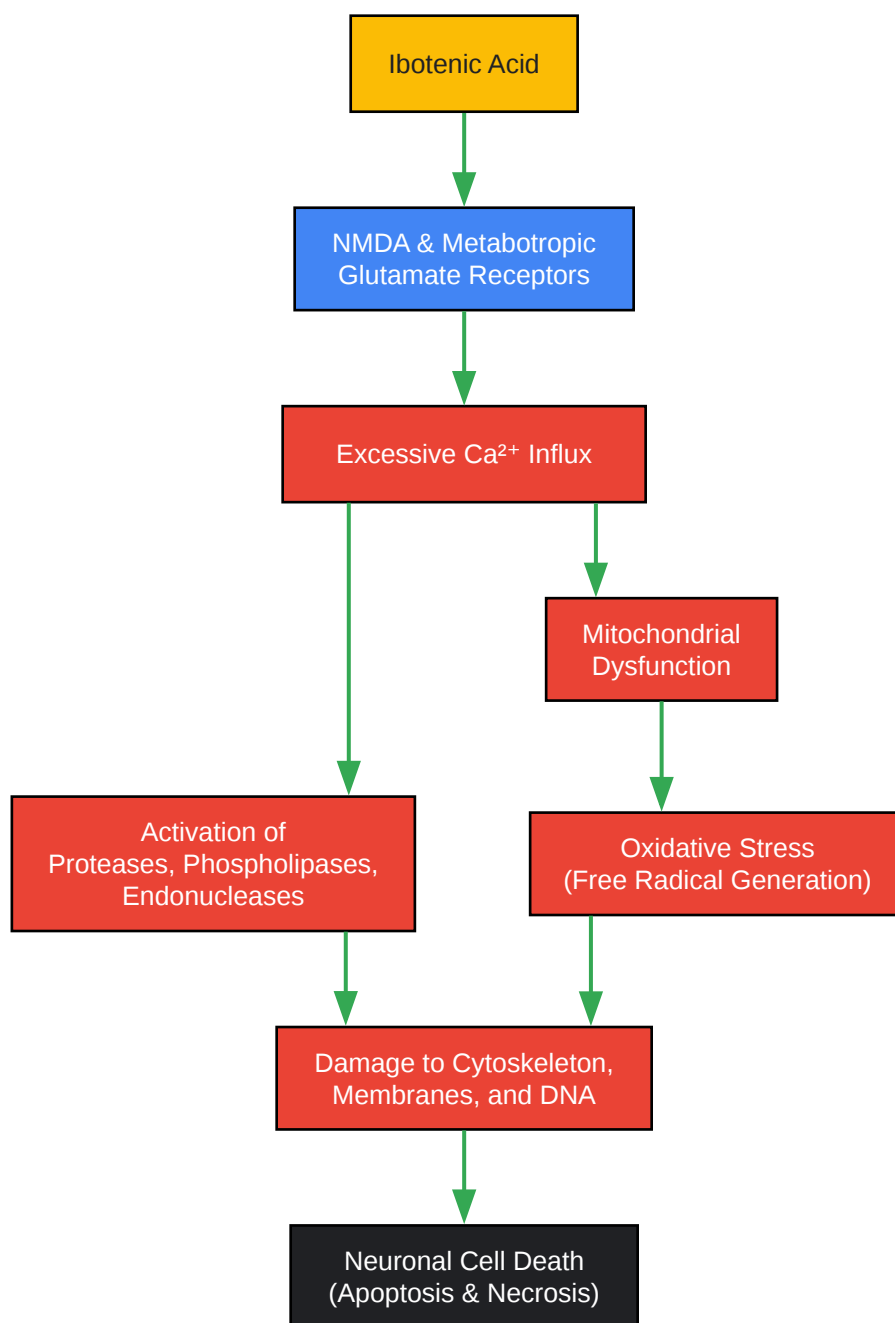 Ibotenic Acid
NMDA & Metabotropic
Glutamate Receptors
Excessive Ca²⁺ Influx
Mitochondrial
Dysfunction
Activation of
Proteases, Phospholipases,
Endonucleases
Oxidative Stress
(Free Radical Generation)
Damage to Cytoskeleton,
Membranes, and DNA
Neuronal Cell Death
(Apoptosis & Necrosis)